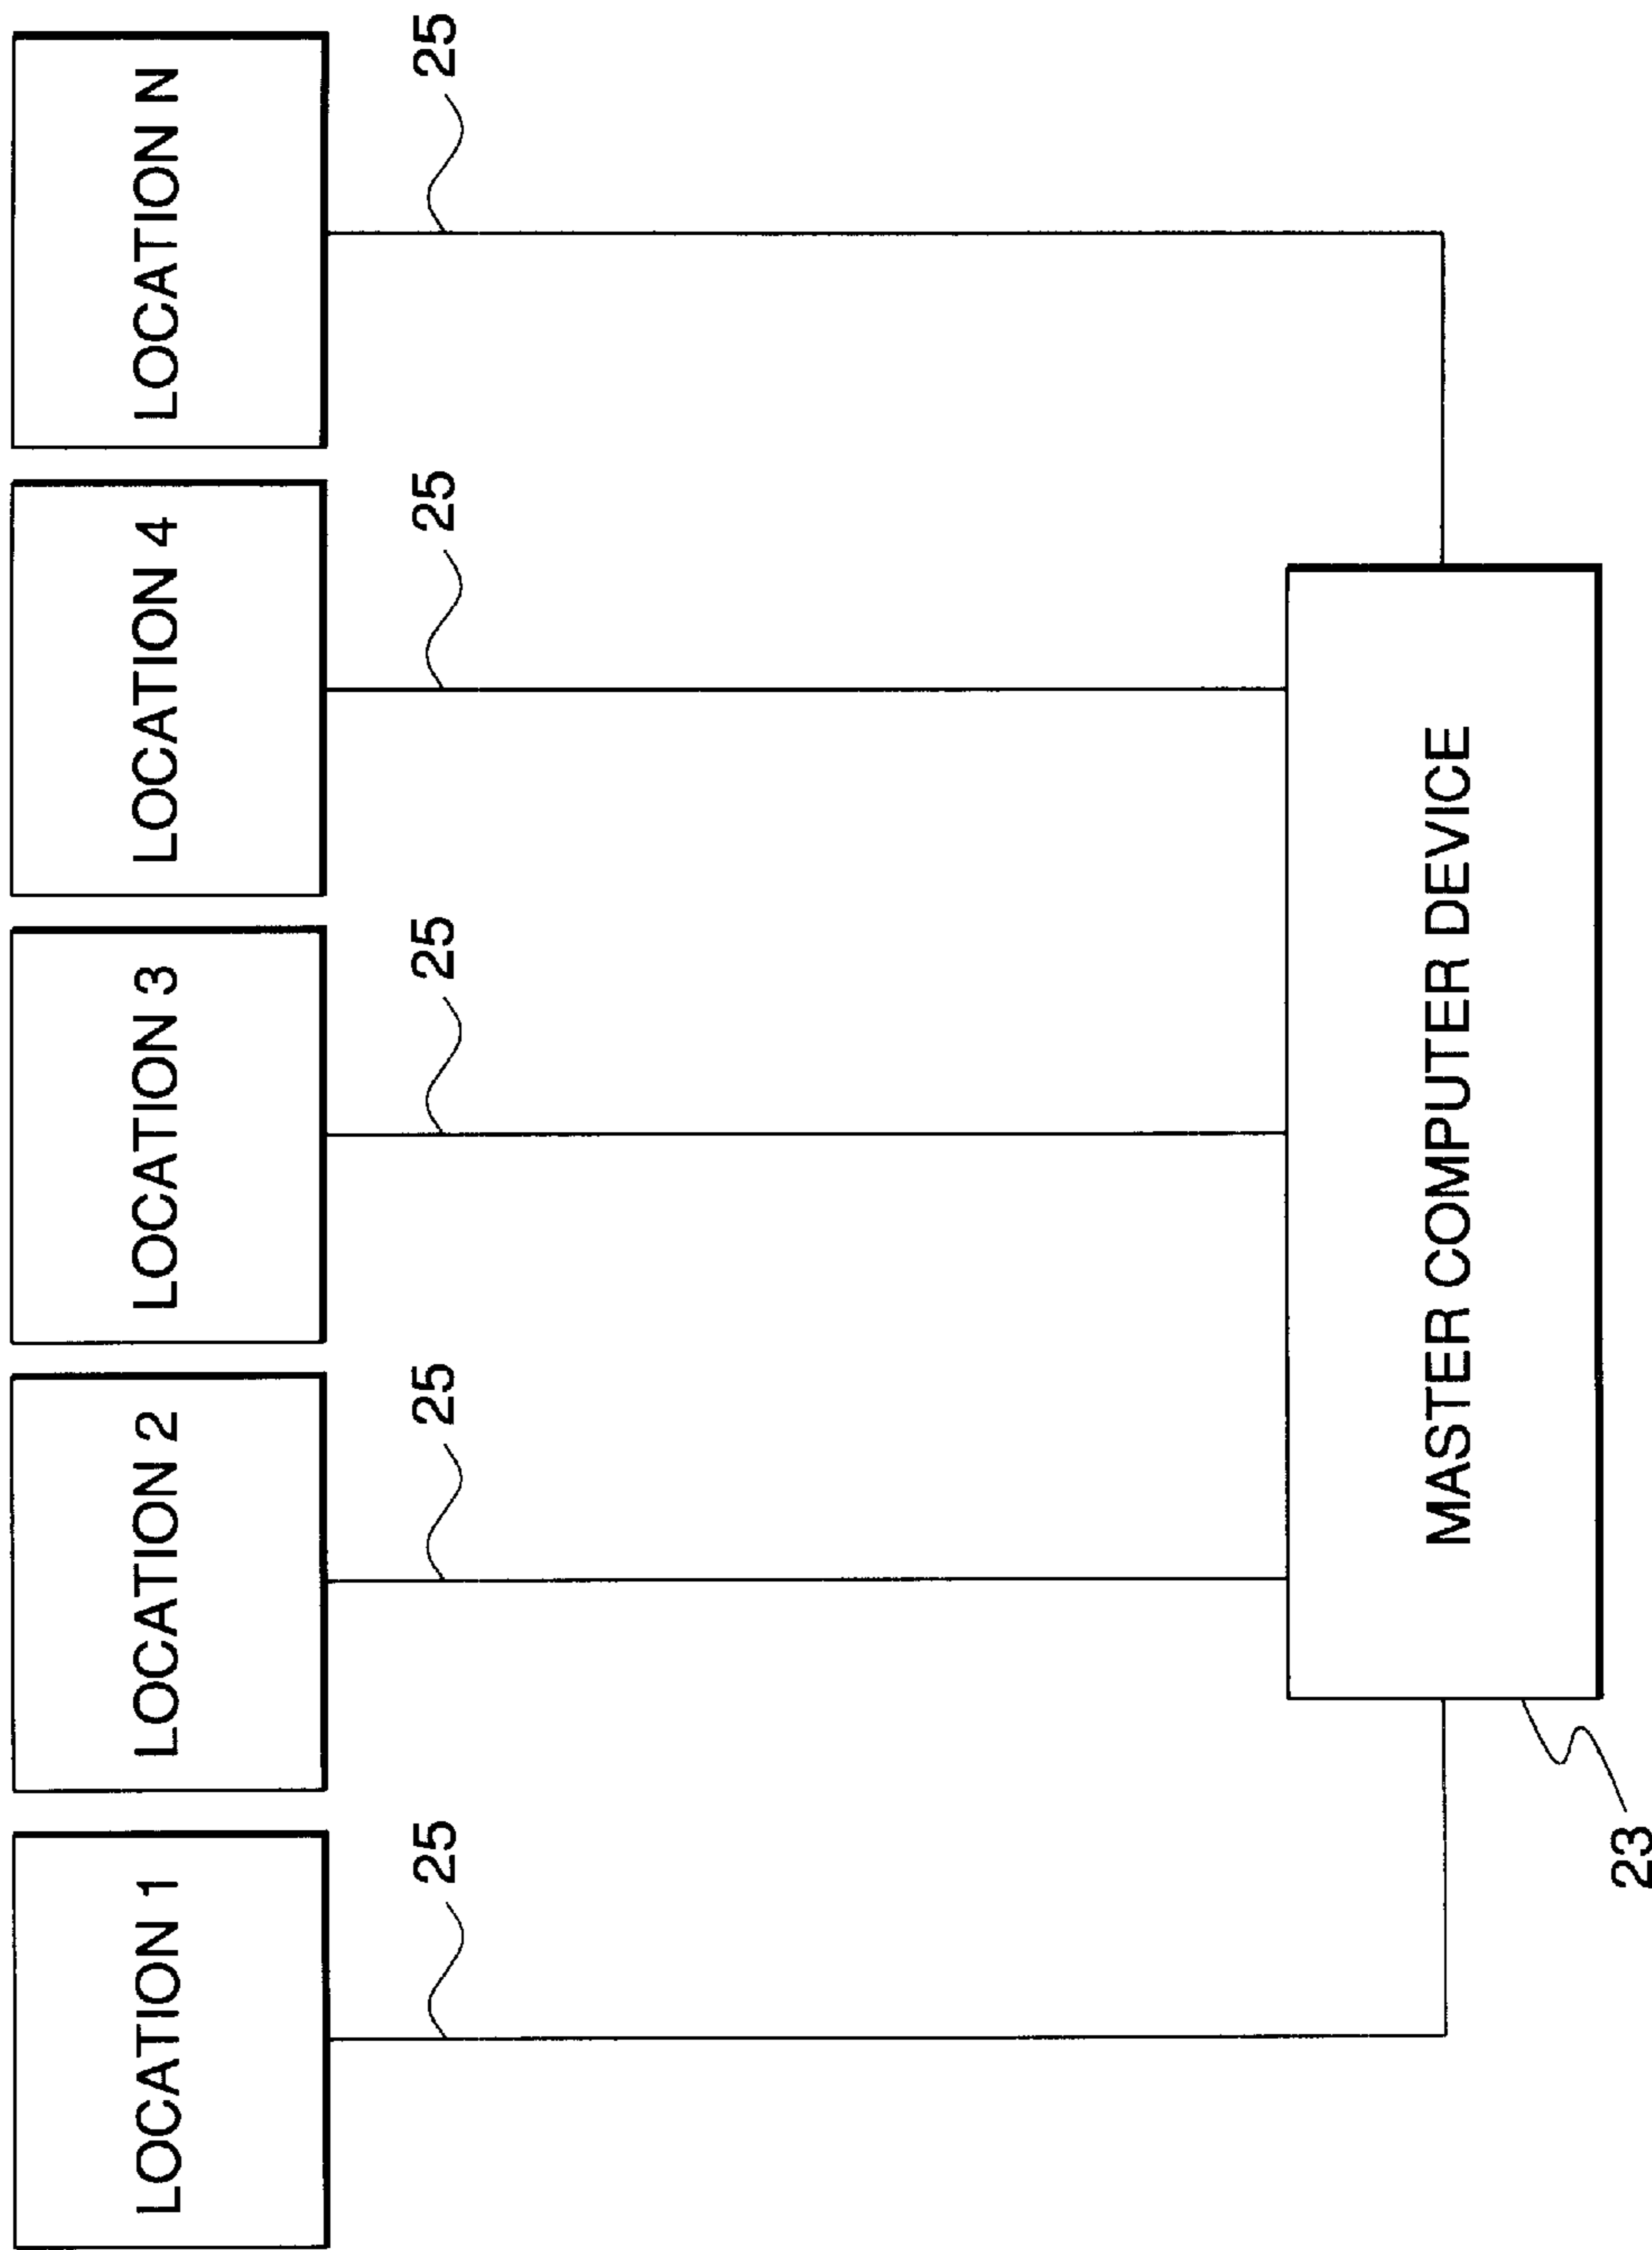 LOCATION 1
LOCATION 2
LOCATION 3
LOCATION 4
LOCATION N
25
25
25
25
25
MASTER COMPUTER DEVICE
23